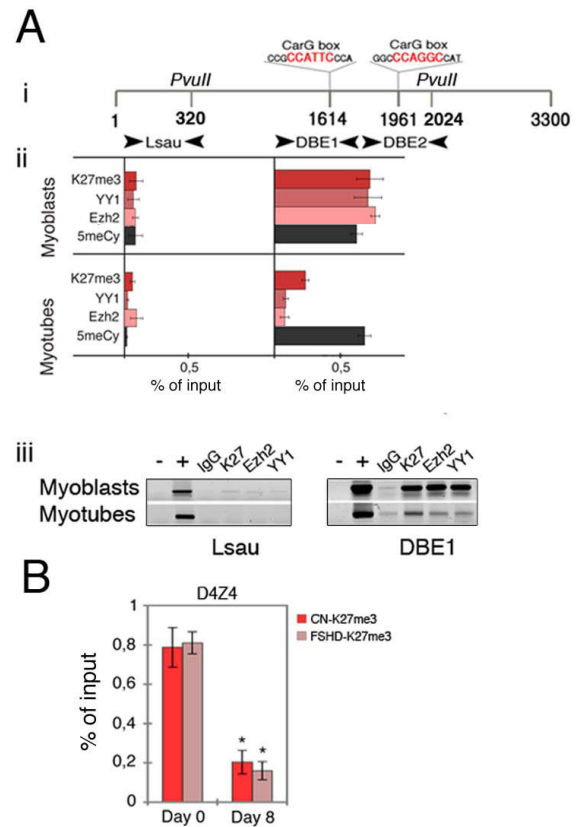 A
CarG box CarG box
CCGCCATTCCCA GGCCCAGGCCAT
i
PvuII PvuII
1 320 1614 1961 2024 3300
Lsau DBE1 DBE2
ii
Myoblasts
K27me3
YY1
Ezh2
5meCy
Myotubes
K27me3
YY1
Ezh2
5meCy
0,5 0,5
% of input % of input
iii
- + IgG K27 Ezh2 YY1 - + IgG K27 Ezh2 YY1
Myoblasts
Myotubes
Lsau DBE1
B
D4Z4
% of input
1
0,8
0,6
0,4
0,2
0
* *
Day 0 Day 8
CN-K27me3
FSHD-K27me3